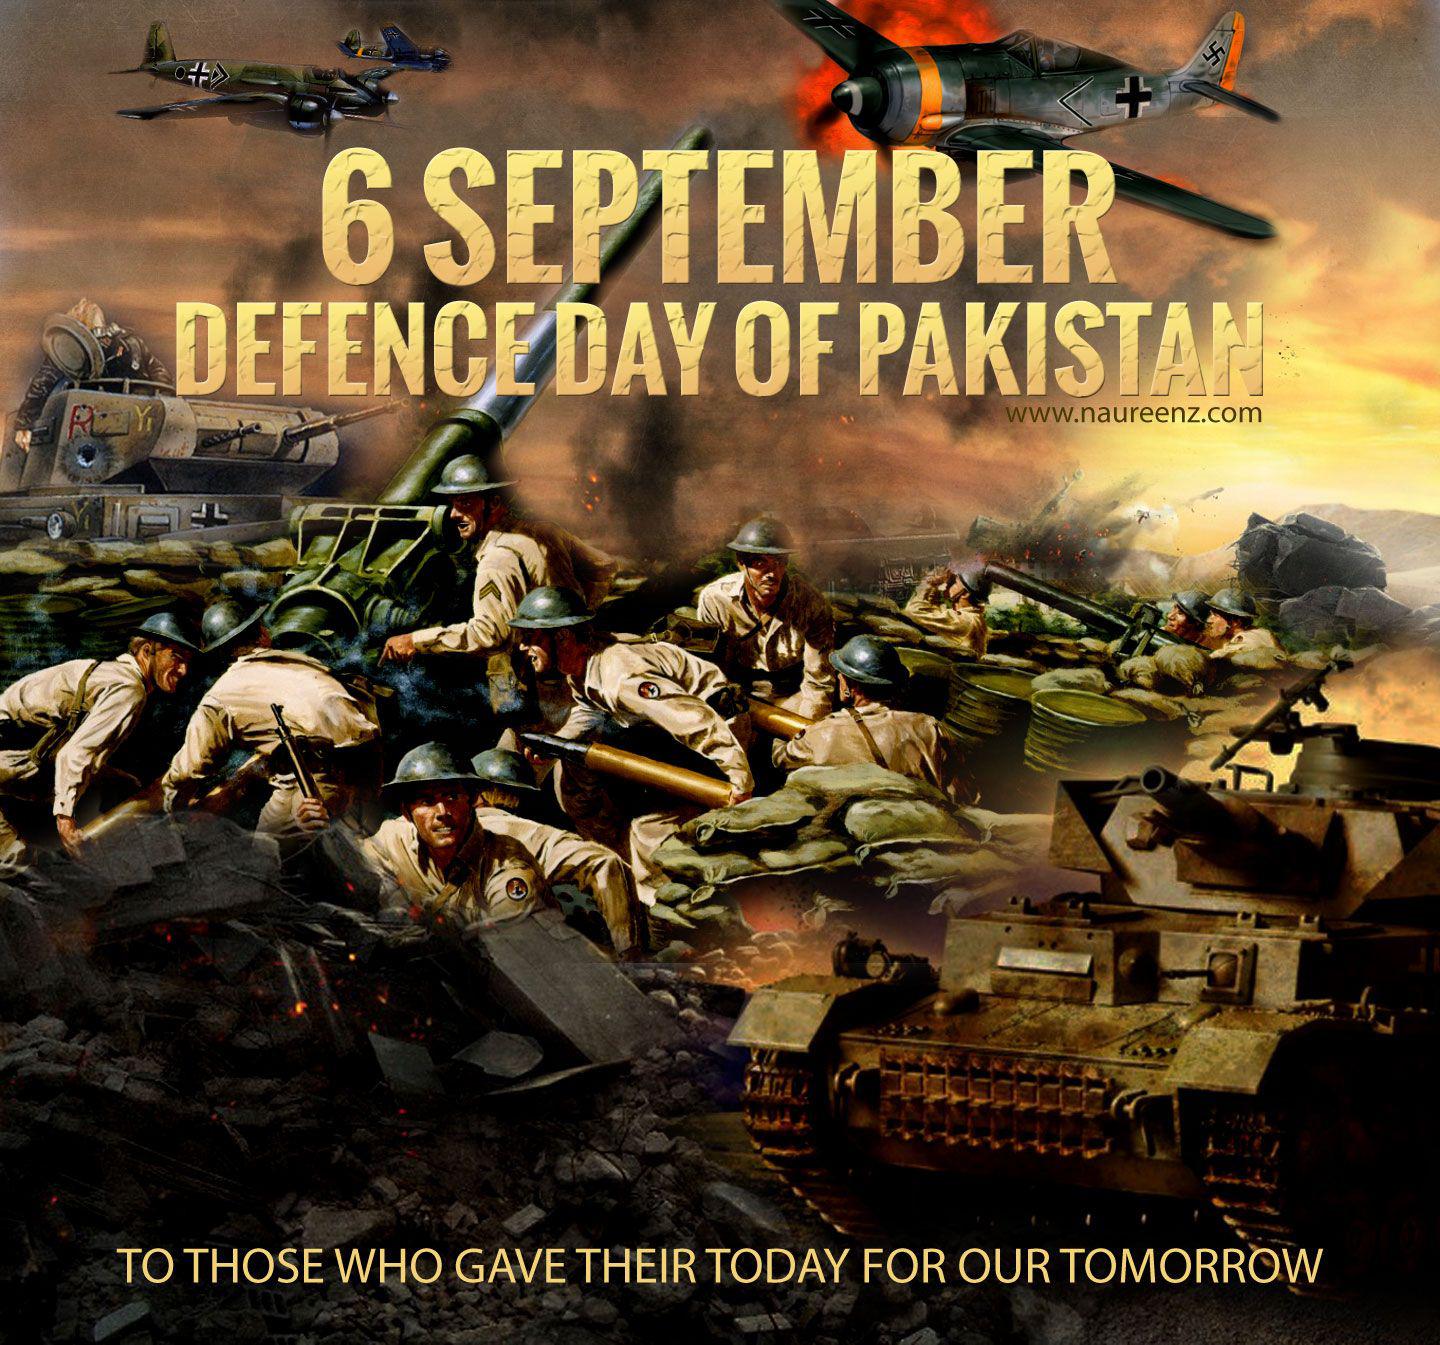 6 SEPTEMBER
DEFENCE DAY OF PAKISTAN
www.naureenz.com
TO THOSE WHO GAVE THEIR TODAY FOR OUR TOMORROW